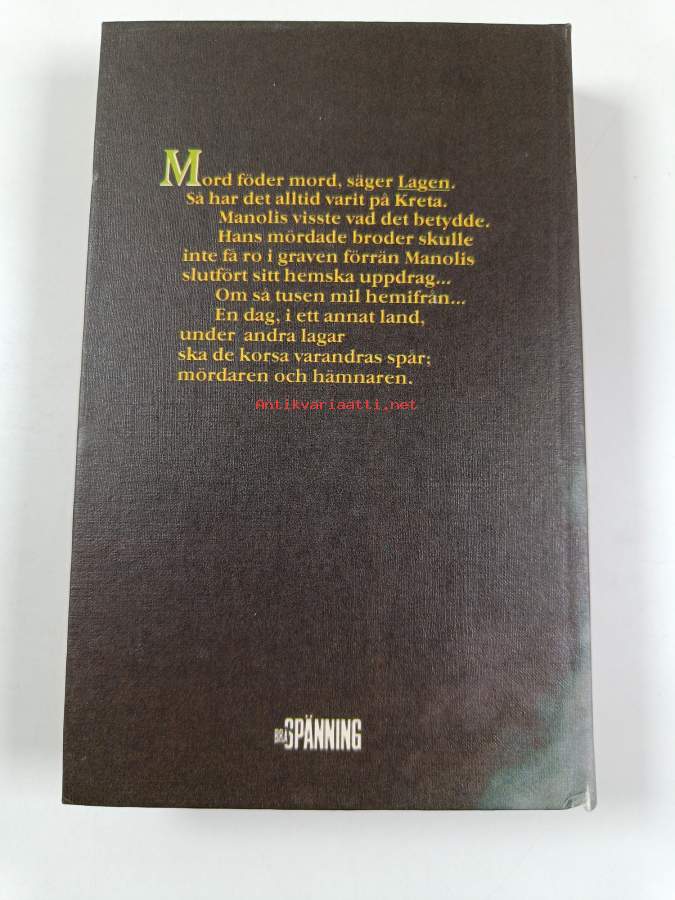 Mord föder mord, säger Lagen.
Så har det alltid varit på Kreta.
Manolis visste vad det betydde.
Hans mördade broder skulle
inte få ro i graven förrän Manolis
slutfört sitt hemska uppdrag...
Om så tusen mil hemifrån...
En dag, i ett annat land,
under andra lagar
ska de korsa varandras spår;
mördaren och hämnaren.
Antikvariaatti.net
BRA SPÄNNING